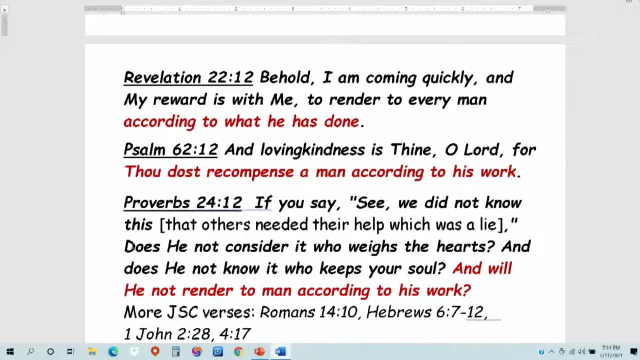 Revelation 22:12 Behold, I am coming quickly, and
My reward is with Me, to render to every man
according to what he has done.
Psalm 62:12 And lovingkindness is Thine, O Lord, for
Thou dost recompense a man according to his work.
Proverbs 24:12 If you say, "See, we did not know
this [that others needed their help which was a lie],"
Does He not consider it who weighs the hearts? And
does He not know it who keeps your soul? And will
He not render to man according to his work?
More JSC verses: Romans 14:10, Hebrews 6:7-12,
1 John 2:28, 4:17
7:14 PM